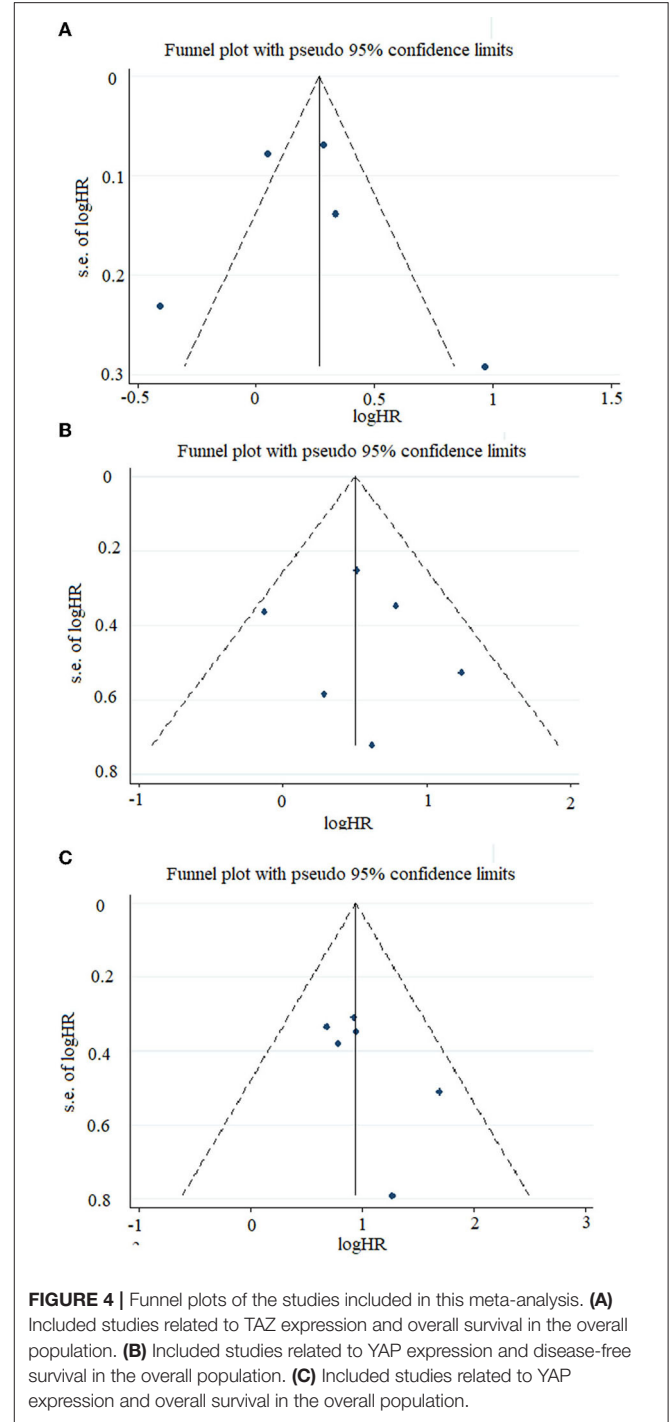 A
Funnel plot with pseudo 95% confidence limits
0
0.1
0.2
0.3
s.e. of logHR
-0.5
0
0.5
1
1.5
logHR
B
Funnel plot with pseudo 95% confidence limits
0
0.2
0.4
0.6
0.8
s.e. of logHR
-1
0
1
2
logHR
C
Funnel plot with pseudo 95% confidence limits
0
0.2
0.4
0.6
0.8
s.e. of logHR
-1
0
1
2
3
logHR
FIGURE 4 | Funnel plots of the studies included in this meta-analysis. (A)
Included studies related to TAZ expression and overall survival in the overall
population. (B) Included studies related to YAP expression and disease-free
survival in the overall population. (C) Included studies related to YAP
expression and overall survival in the overall population.